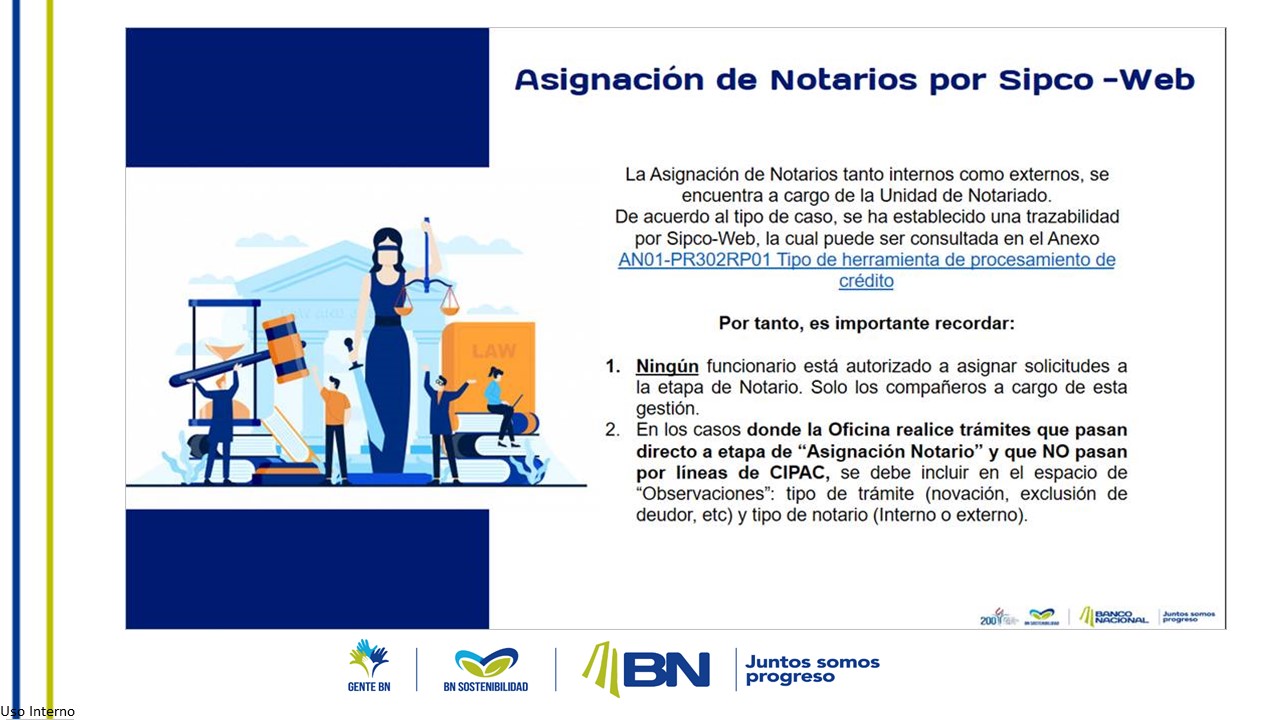 Asignación de Notarios por Sipco -Web
La Asignación de Notarios tanto internos como externos, se
encuentra a cargo de la Unidad de Notariado.
De acuerdo al tipo de caso, se ha establecido una trazabilidad
por Sipco-Web, la cual puede ser consultada en el Anexo
AN01-PR302RP01 Tipo de herramienta de procesamiento de
crédito
Por tanto, es importante recordar:
1. Ningún funcionario está autorizado a asignar solicitudes a
la etapa de Notario. Solo los compañeros a cargo de esta
gestión.
2. En los casos donde la Oficina realice trámites que pasan
directo a etapa de “Asignación Notario” y que NO pasan
por líneas de CIPAC, se debe incluir en el espacio de
“Observaciones”: tipo de trámite (novación, exclusión de
deudor, etc) y tipo de notario (Interno o externo).
LAW
200
BN SOSTENIBILIDAD
BANCO
NACIONAL
Juntos somos
progreso
GENTE BN
BN SOSTENIBILIDAD
BN
Juntos somos
progreso
Uso Interno